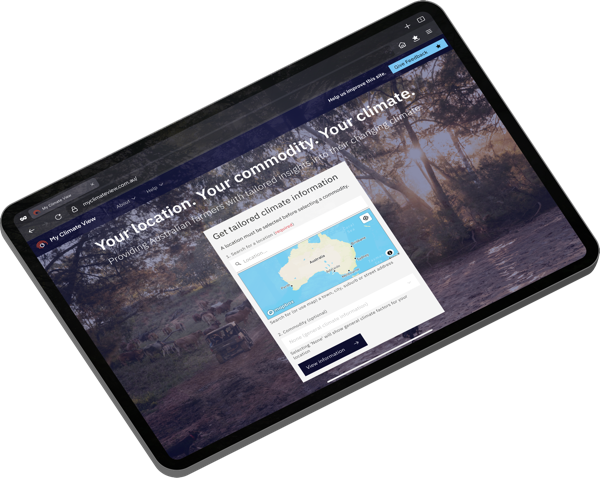 My Climate View
myclimateview.com.au
Help us improve this site.
Give Feedback
My Climate View
About
Help
Your location. Your commodity. Your climate.
Providing Australian farmers with tailored insights into their changing climate
Get tailored climate information
A location must be selected before selecting a commodity.
1. Search for a location (required)
Location...
Australia
Search for (or use map) a town, city, suburb or street address
2. Commodity (optional)
None (general climate information)
Selecting 'None' will show general climate factors for your
location
View information